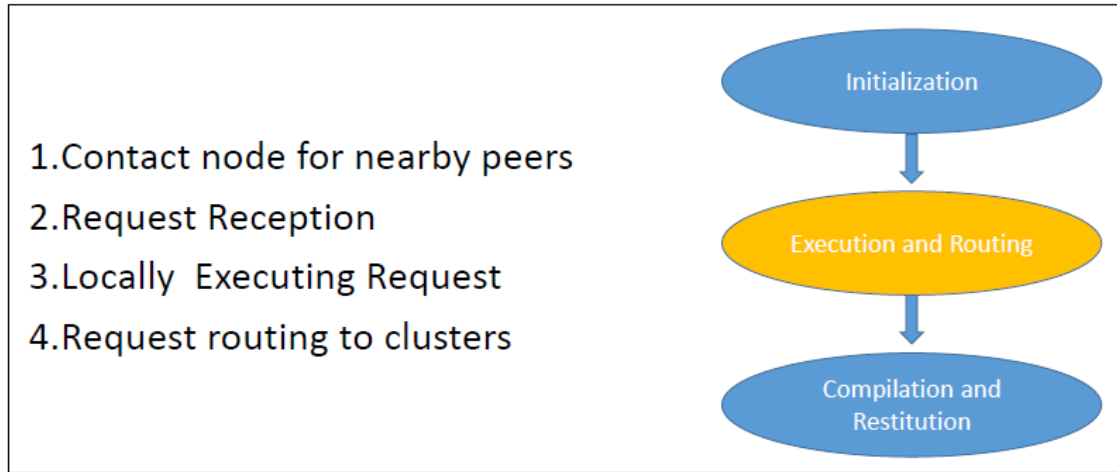 1.Contact node for nearby peers
2.Request Reception
3.Locally  Executing Request
4.Request routing to clusters
Initialization
Execution and Routing
Compilation and
Restitution